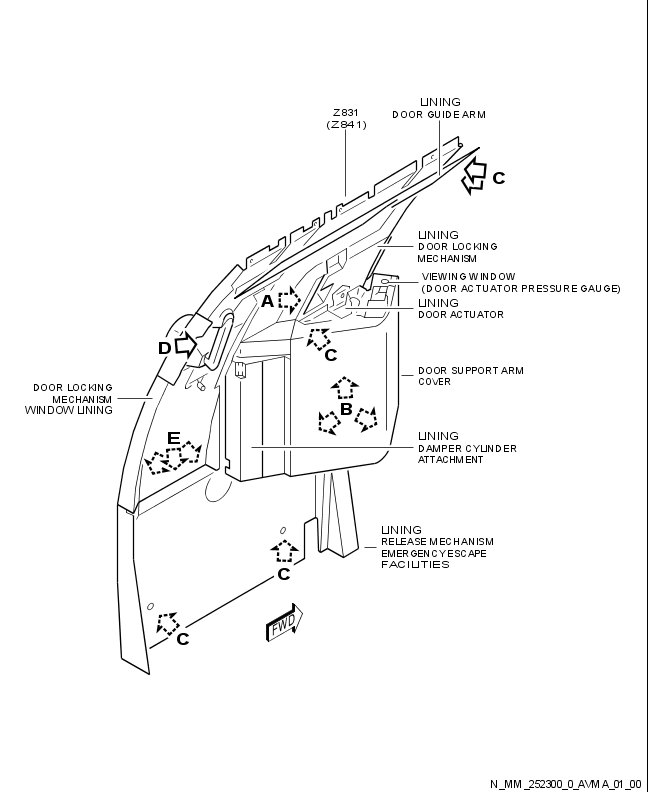 LINING
DOOR GUIDE ARM
Z831
(Z841)
C
LINING
DOOR LOCKING
MECHANISM
VIEWING WINDOW
(DOOR ACTUATOR PRESSURE GAUGE)
A
LINING
DOOR ACTUATOR
D
C
DOOR SUPPORT ARM
COVER
DOOR LOCKING
MECHANISM
WINDOW LINING
B
E
LINING
DAMPER CYLINDER
ATTACHMENT
LINING
RELEASE MECHANISM
EMERGENCY ESCAPE
FACILITIES
C
FWD
C
N_MM_252300_0_AVMA_01_00